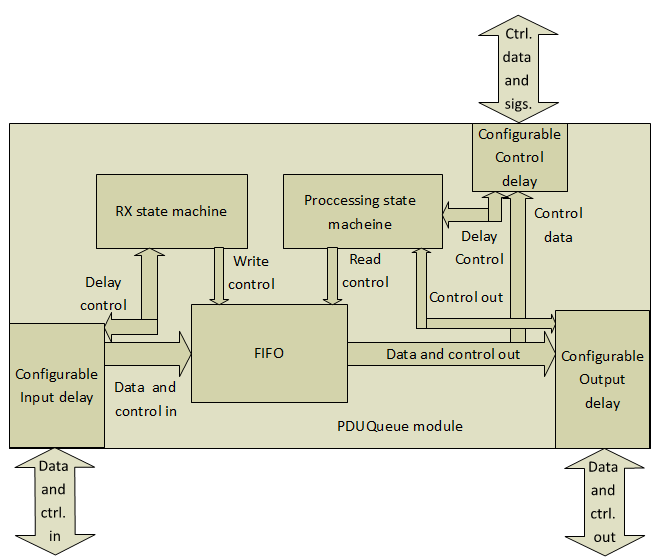 Ctrl.
data
and
sigs.
Configurable
Control
delay
RX state machine
Proccessing state
macheine
Control
data
Delay
Control
Write
control
Read
control
Delay
control
Control out
FIFO
Data and control out
Configurable
Input delay
Configurable
Output
delay
Data and
control in
PDUQueue module
Data
and
ctrl.
in
Data
and
ctrl.
out